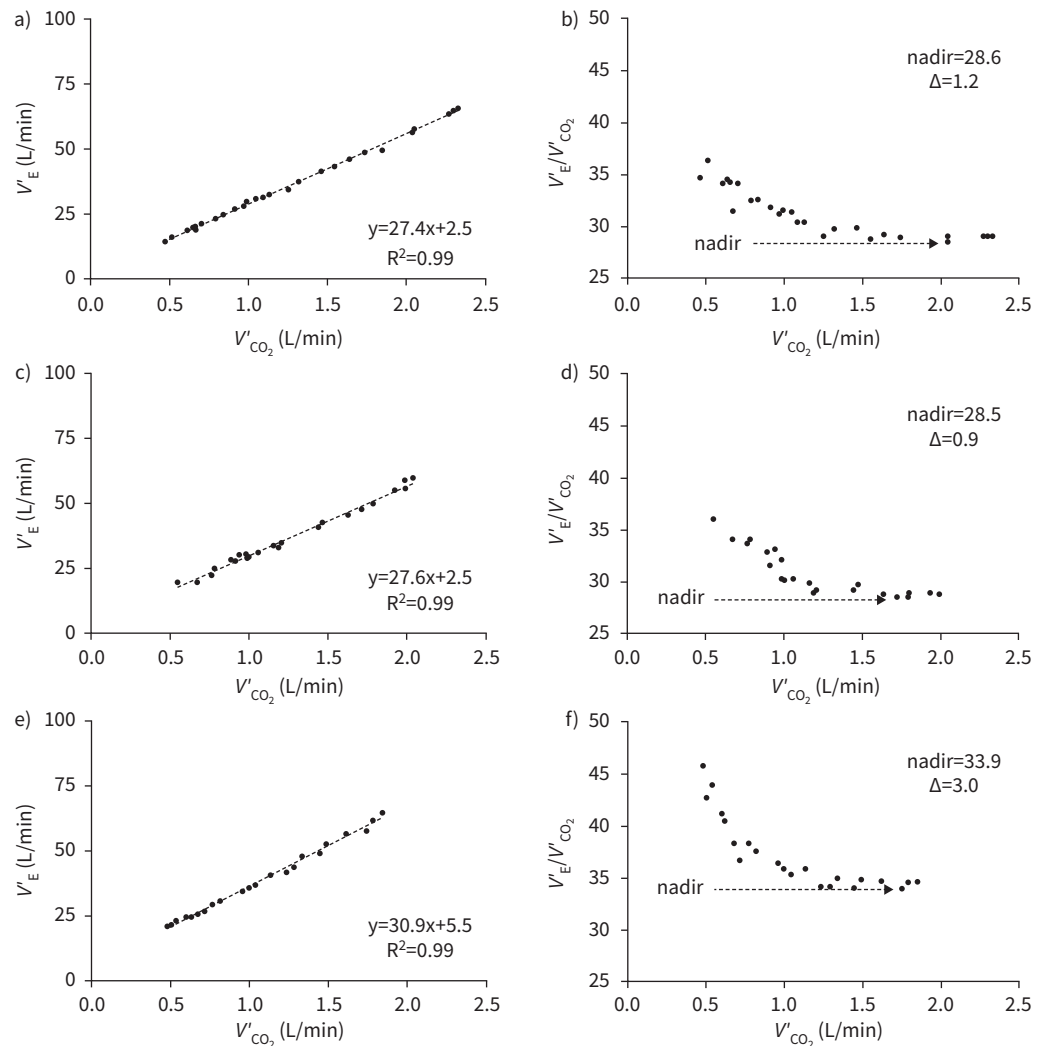 a)
100
75
50
25
0
V′E (L/min)
y=27.4x+2.5
R²=0.99
0.0 0.5 1.0 1.5 2.0 2.5
V′CO₂ (L/min)
b)
50
45
40
35
30
25
V′E/V′CO₂
nadir=28.6
Δ=1.2
nadir
0.0 0.5 1.0 1.5 2.0 2.5
V′CO₂ (L/min)
c)
100
75
50
25
0
V′E (L/min)
y=27.6x+2.5
R²=0.99
0.0 0.5 1.0 1.5 2.0 2.5
V′CO₂ (L/min)
d)
50
45
40
35
30
25
V′E/V′CO₂
nadir=28.5
Δ=0.9
nadir
0.0 0.5 1.0 1.5 2.0 2.5
V′CO₂ (L/min)
e)
100
75
50
25
0
V′E (L/min)
y=30.9x+5.5
R²=0.99
0.0 0.5 1.0 1.5 2.0 2.5
V′CO₂ (L/min)
f)
50
45
40
35
30
25
V′E/V′CO₂
nadir=33.9
Δ=3.0
nadir
0.0 0.5 1.0 1.5 2.0 2.5
V′CO₂ (L/min)